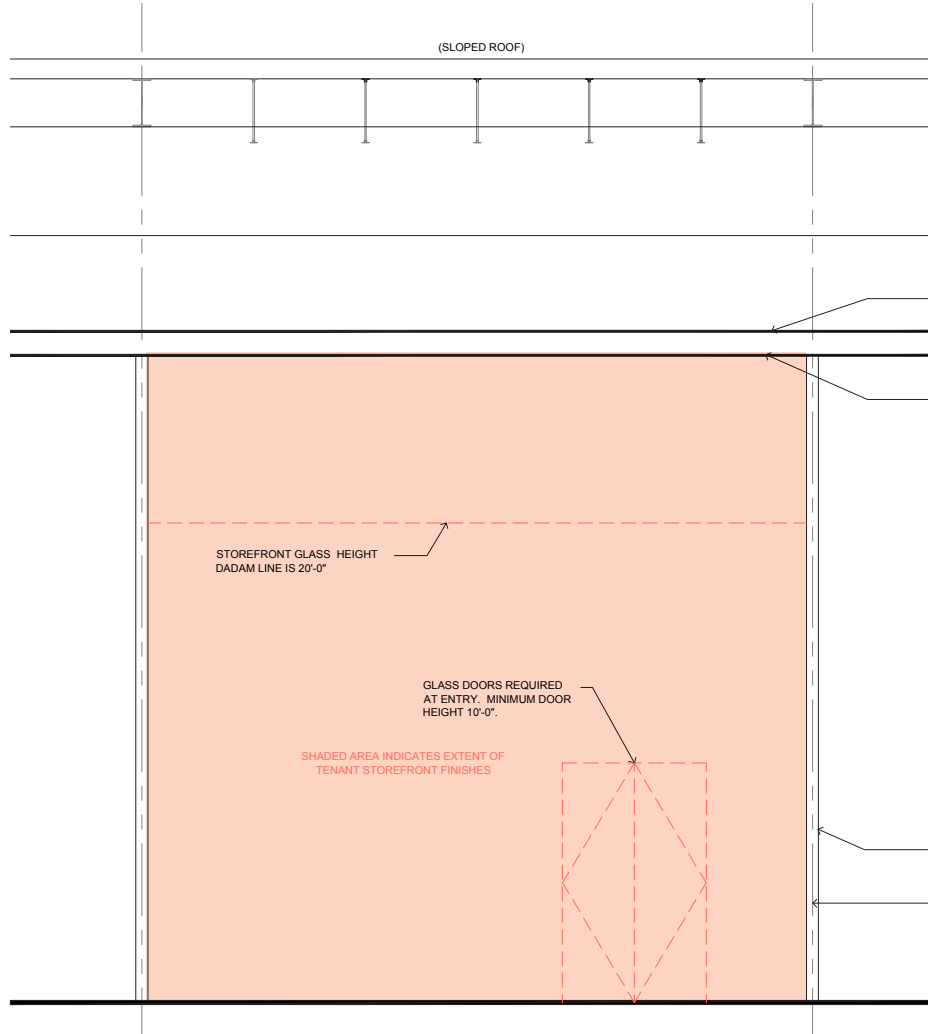 (SLOPED ROOF)
STOREFRONT GLASS HEIGHT
DADAM LINE IS 20'-0"
GLASS DOORS REQUIRED
AT ENTRY. MINIMUM DOOR
HEIGHT 10'-0".
SHADED AREA INDICATES EXTENT OF
TENANT STOREFRONT FINISHES